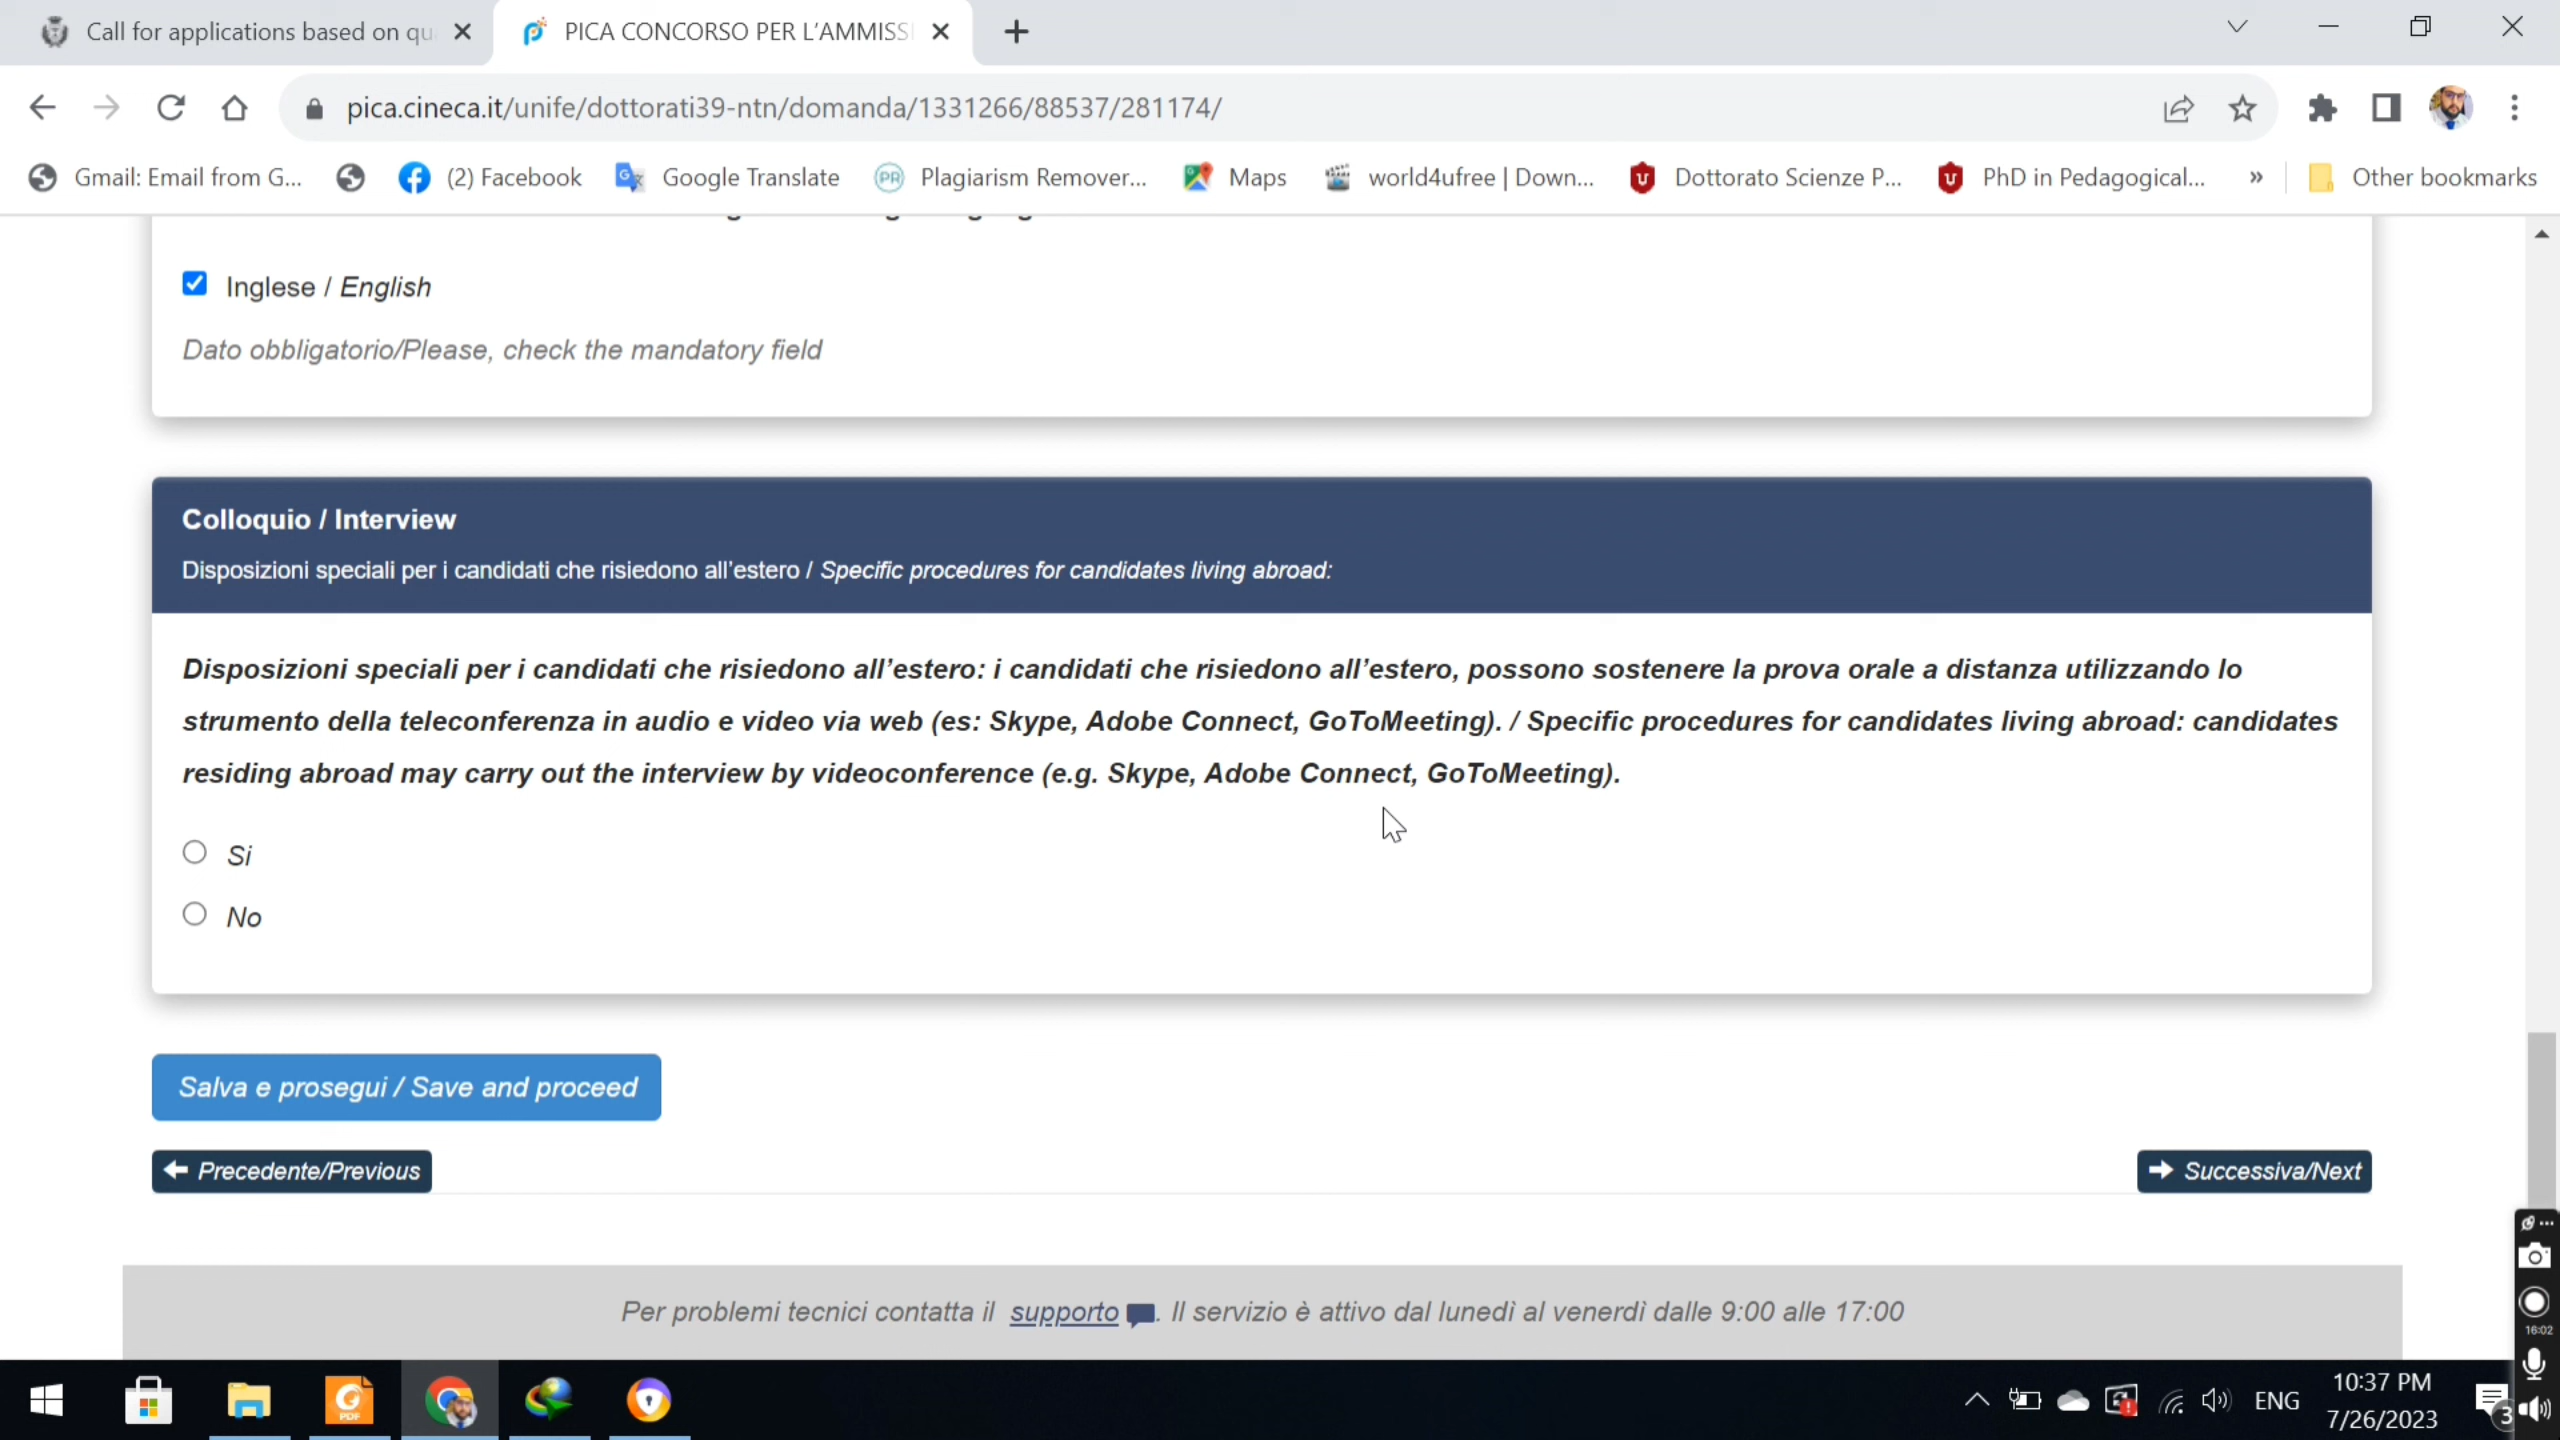 Call for applications based on qu
PICA CONCORSO PER L'AMMISS
pica.cineca.it/unife/dottorati39-ntn/domanda/1331266/88537/281174/
Gmail: Email from G...
(2) Facebook
Google Translate
PR
Plagiarism Remover...
Maps
world4ufree | Down...
Dottorato Scienze P...
PhD in Pedagogical...
»
Other bookmarks
Inglese / English
Dato obbligatorio/Please, check the mandatory field
Colloquio / Interview
Disposizioni speciali per i candidati che risiedono all'estero / Specific procedures for candidates living abroad:
Disposizioni speciali per i candidati che risiedono all'estero: i candidati che risiedono all'estero, possono sostenere la prova orale a distanza utilizzando lo
strumento della teleconferenza in audio e video via web (es: Skype, Adobe Connect, GoToMeeting). / Specific procedures for candidates living abroad: candidates
residing abroad may carry out the interview by videoconference (e.g. Skype, Adobe Connect, GoToMeeting).
Si
No
Salva e prosegui / Save and proceed
Precedente/Previous
Successiva/Next
Per problemi tecnici contatta il supporto. Il servizio è attivo dal lunedì al venerdì dalle 9:00 alle 17:00
16:02
PDF
ENG
10:37 PM
7/26/2023
3